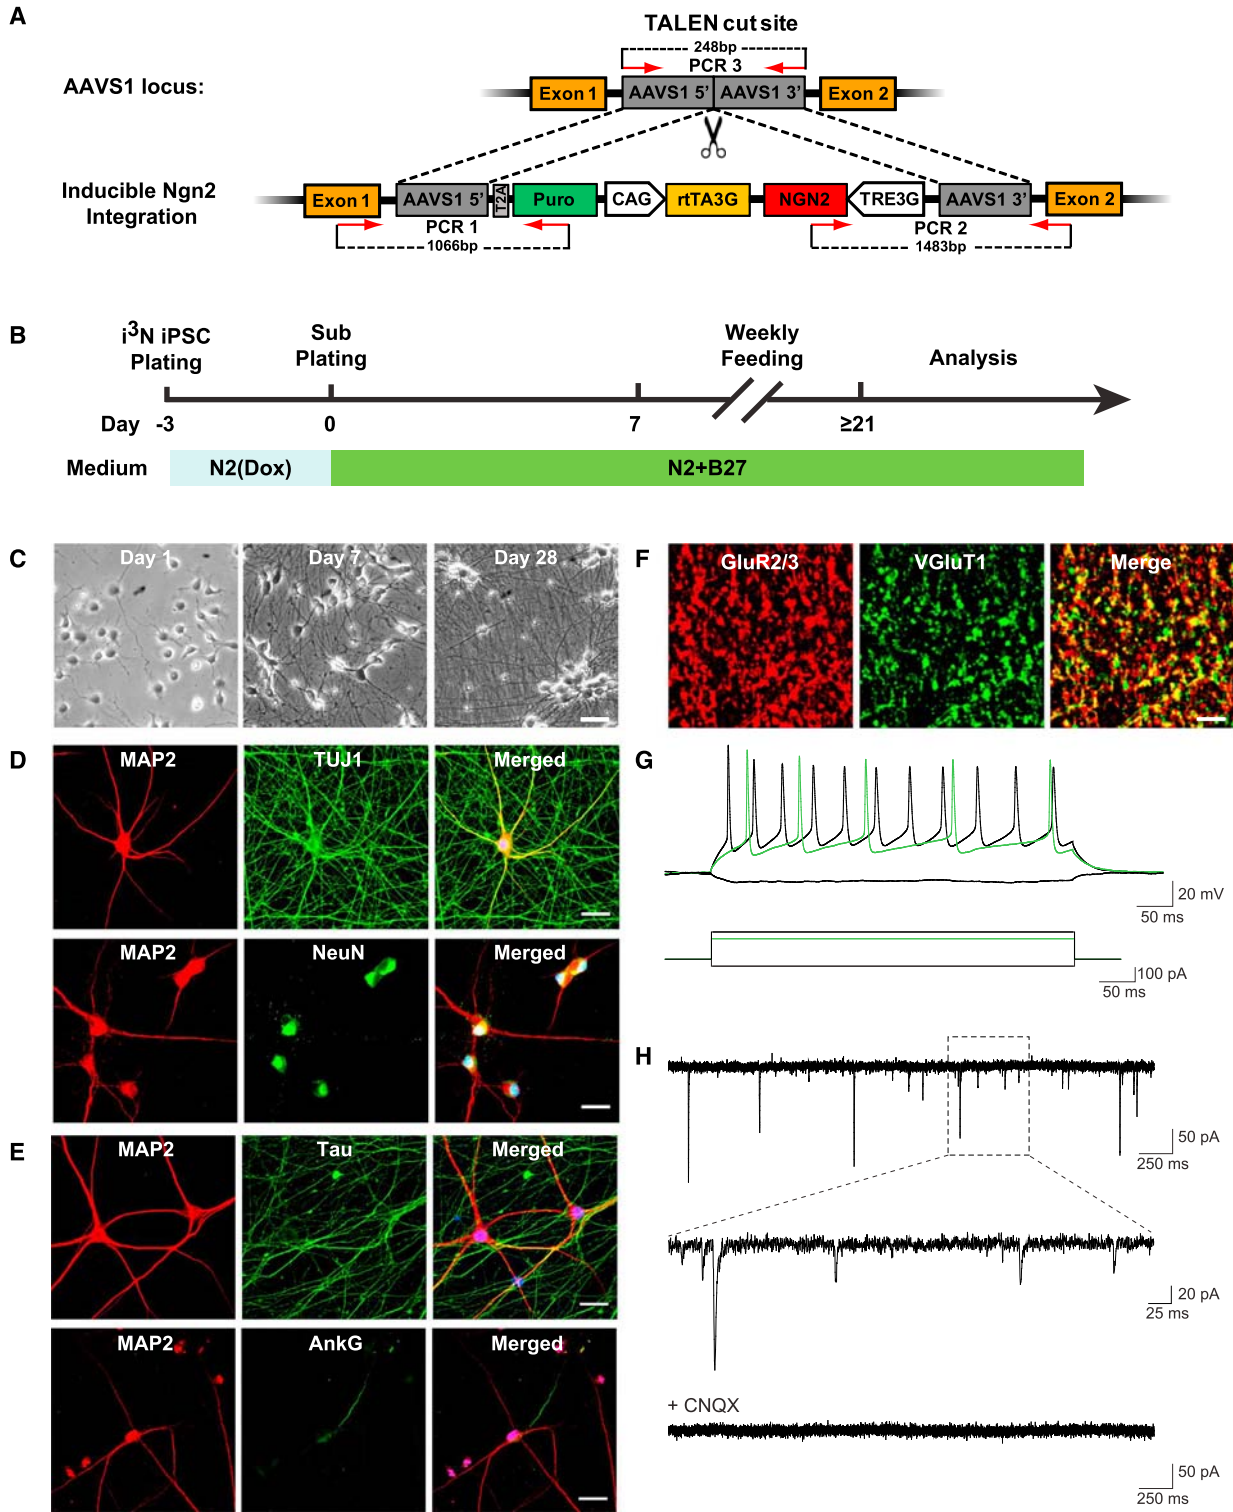 A
TALEN cut site
248bp
PCR 3
AAVS1 locus:
Exon 1
AAVS1 5’
AAVS1 3’
Exon 2
Inducible Ngn2
Integration
Exon 1
AAVS1 5’
T2A
Puro
CAG
rtTA3G
NGN2
TRE3G
AAVS1 3’
Exon 2
PCR 1
1066bp
PCR 2
1483bp
B
i3N iPSC
Plating
Sub
Plating
Weekly
Feeding
Analysis
Day -3 0 7 ≥21
Medium
N2(Dox)
N2+B27
C
Day 1
Day 7
Day 28
F
GluR2/3
VGluT1
Merge
D
MAP2
TUJ1
Merged
MAP2
NeuN
Merged
G
20 mV
50 ms
100 pA
50 ms
E
MAP2
Tau
Merged
MAP2
AnkG
Merged
H
50 pA
250 ms
20 pA
25 ms
+ CNQX
50 pA
250 ms